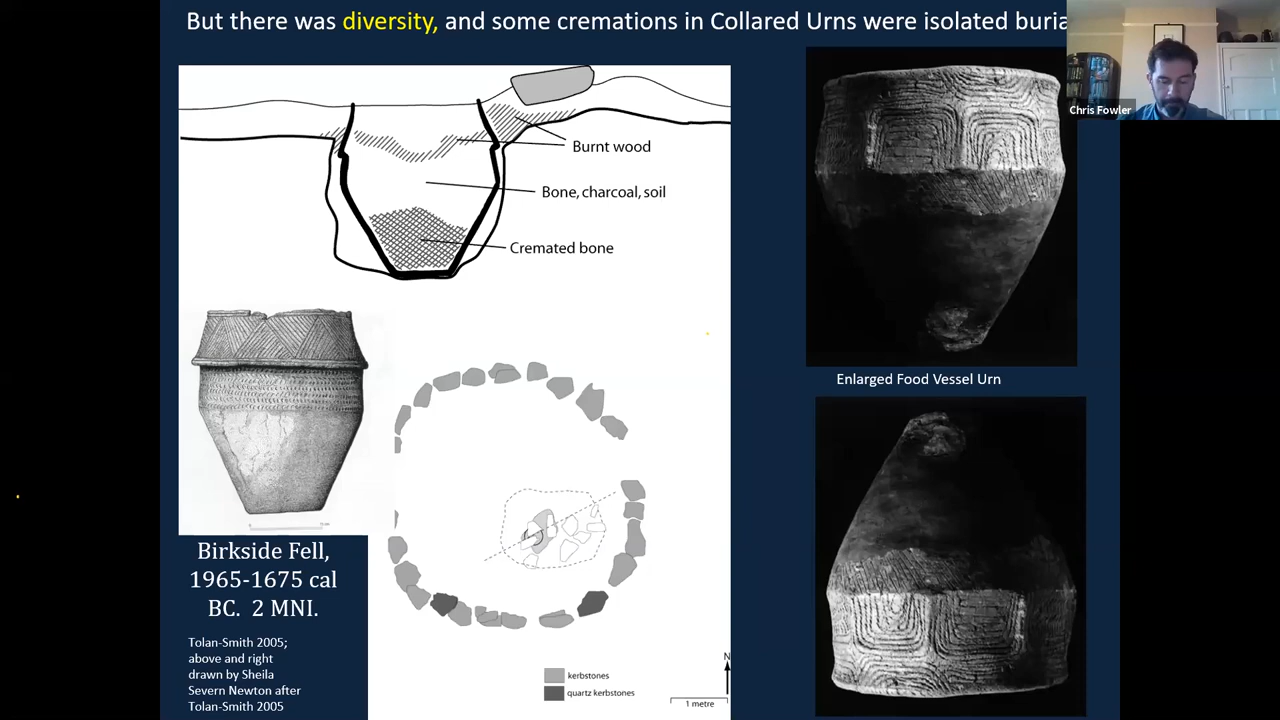 But there was diversity, and some cremations in Collared Urns were isolated
Chris Fowler
Burnt wood
Bone, charcoal, soil
Cremated bone
Enlarged Food Vessel Urn
Birkside Fell,
1965-1675 cal
BC. 2 MNI.
Tolan-Smith 2005;
above and right
drawn by Sheila
Severn Newton after
Tolan-Smith 2005
kerbstones
quartz kerbstones
N
1 metre